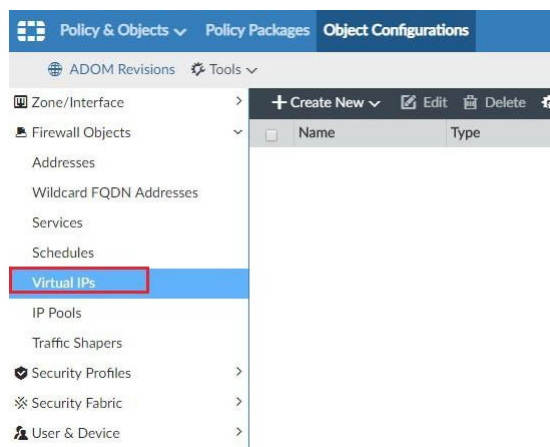 Policy & Objects Policy Packages Object Configurations
ADOM Revisions Tools
Zone/Interface
+ Create New Edit Delete
Firewall Objects
Name Type
Addresses
Wildcard FQDN Addresses
Services
Schedules
Virtual IPs
IP Pools
Traffic Shapers
Security Profiles
Security Fabric
User & Device